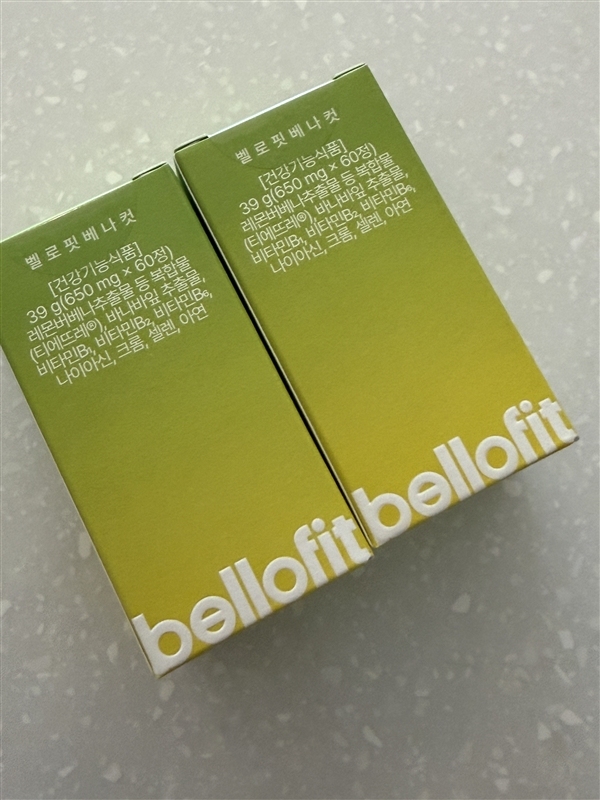 벨로핏베나컷
[건강기능식품]
39 g(650 mg × 60정)
레몬버베나추출물 등 복합물
(티에뜨레®), 바나바잎 추출물,
비타민B₁, 비타민B₂, 비타민B₆,
나이아신, 크롬, 셀렌, 아연
bellofit
벨로핏베나컷
[건강기능식품]
39 g(650 mg × 60정)
레몬버베나추출물 등 복합물
(티에뜨레®), 바나바잎 추출물,
비타민B₁, 비타민B₂, 비타민B₆,
나이아신, 크롬, 셀렌, 아연
bellofit